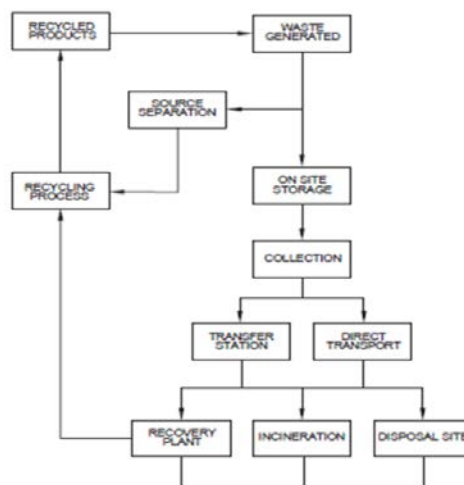 RECYCLED
PRODUCTS
WASTE
GENERATED
SOURCE
SEPARATION
RECYCLING
PROCESS
ON SITE
STORAGE
COLLECTION
TRANSFER
STATION
DIRECT
TRANSPORT
RECOVERY
PLANT
INCINERATION
DISPOSAL SITE